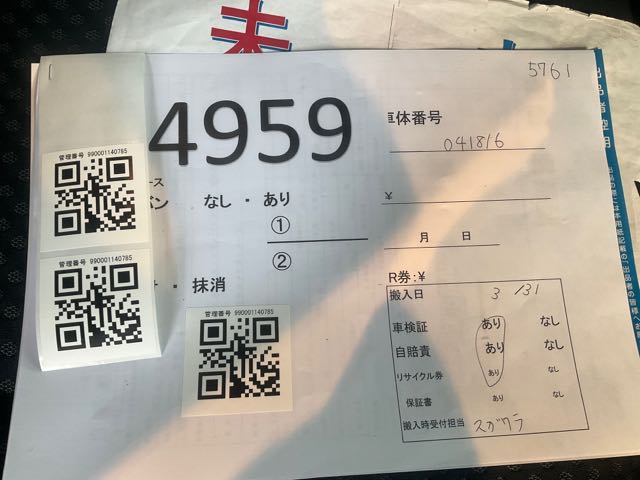 5761
4959
車体番号
041816
管理番号 990001140785
なし ・ あり
¥
①
②
月 日
管理番号 990001140785
・ 抹消
R券:¥
搬入日 3/31
管理番号 990001140785
車検証 あり なし
自賠責 あり なし
リサイクル券 あり なし
保証書 あり なし
搬入時受付担当 スガワラ